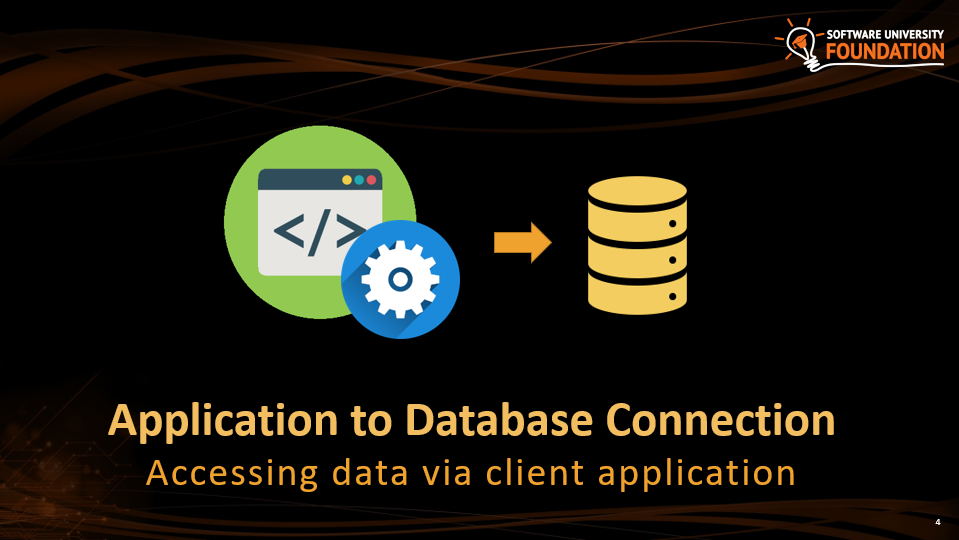 SOFTWARE UNIVERSITY
FOUNDATION
</>
Application to Database Connection
Accessing data via client application
4